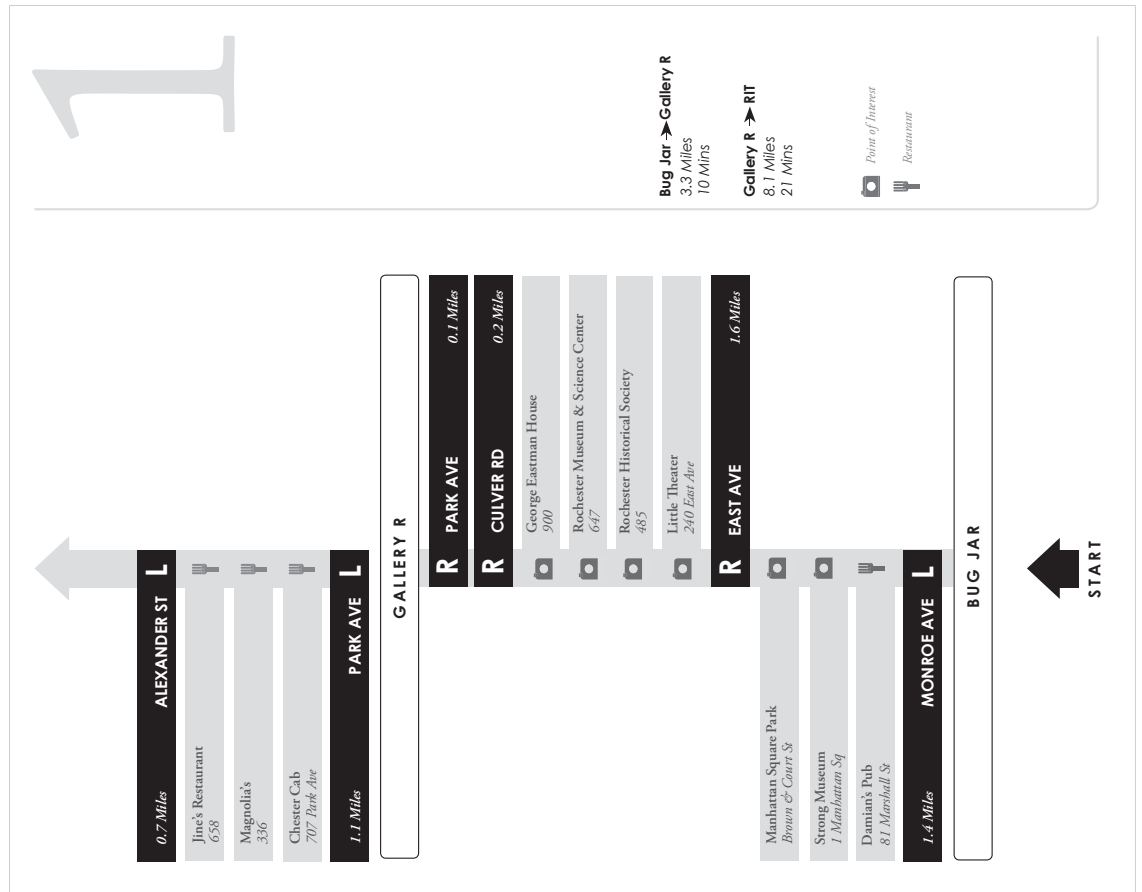 1
0.7 Miles ALEXANDER ST L
Jine's Restaurant
658
Magnolia's
336
Chester Cab
707 Park Ave
1.1 Miles PARK AVE L
GALLERY R
R PARK AVE 0.1 Miles
R CULVER RD 0.2 Miles
George Eastman House
900
Rochester Museum & Science Center
647
Rochester Historical Society
485
Little Theater
240 East Ave
R EAST AVE 1.6 Miles
Manhattan Square Park
Brown & Court St
Strong Museum
1 Manhattan Sq
Damian's Pub
81 Marshall St
1.4 Miles MONROE AVE L
BUG JAR
START
Bug Jar → Gallery R
3.3 Miles
10 Mins
Gallery R → RIT
8.1 Miles
21 Mins
Point of Interest
Restaurant